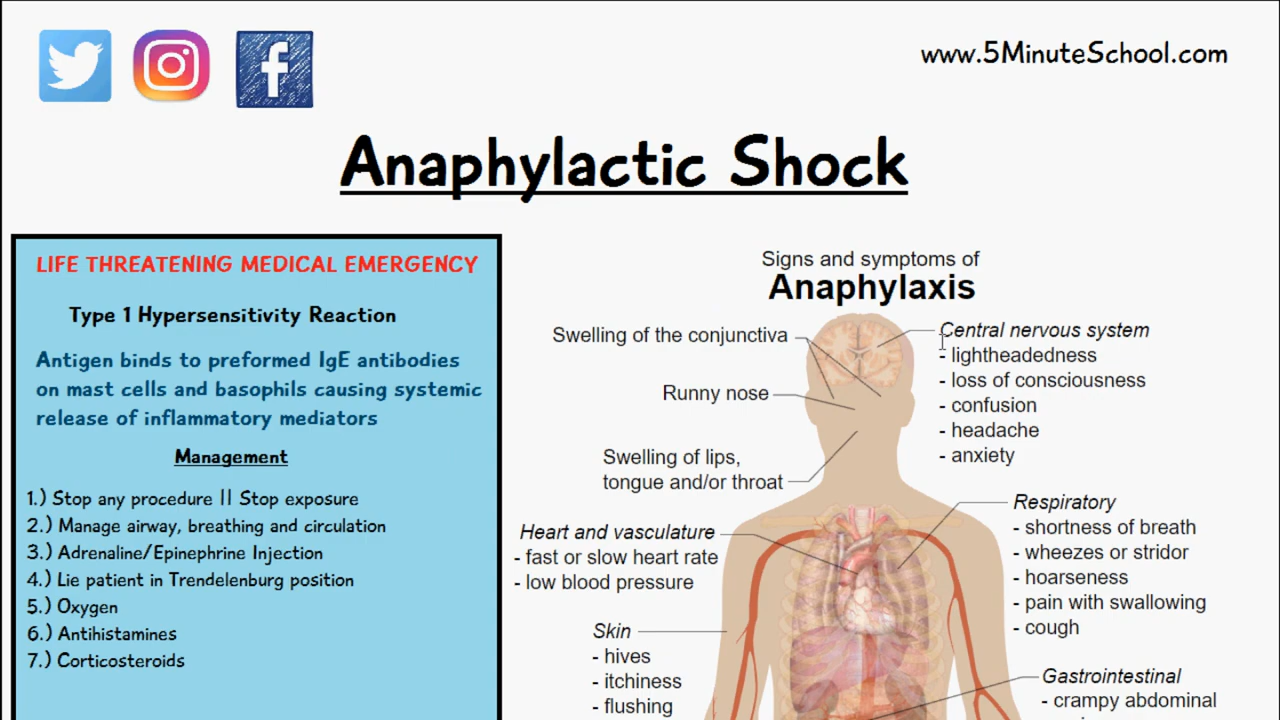 www.5MinuteSchool.com
Anaphylactic Shock
LIFE THREATENING MEDICAL EMERGENCY
Type 1 Hypersensitivity Reaction
Antigen binds to preformed IgE antibodies
on mast cells and basophils causing systemic
release of inflammatory mediators
Management
1.) Stop any procedure || Stop exposure
2.) Manage airway, breathing and circulation
3.) Adrenaline/Epinephrine Injection
4.) Lie patient in Trendelenburg position
5.) Oxygen
6.) Antihistamines
7.) Corticosteroids
Signs and symptoms of
Anaphylaxis
Swelling of the conjunctiva
Runny nose
Swelling of lips,
tongue and/or throat
Heart and vasculature
- fast or slow heart rate
- low blood pressure
Skin
- hives
- itchiness
- flushing
Central nervous system
- lightheadedness
- loss of consciousness
- confusion
- headache
- anxiety
Respiratory
- shortness of breath
- wheezes or stridor
- hoarseness
- pain with swallowing
- cough
Gastrointestinal
- crampy abdominal